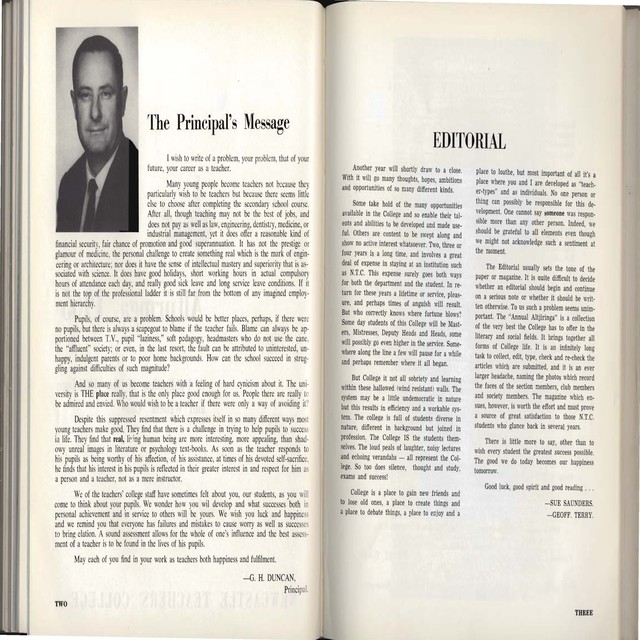 The Principal's Message
I wish to write of a problem, your problem, that of your
future, your career as a teacher.
Many young people become teachers not because they
particularly wish to be teachers but because there seems little
else to choose after completing the secondary school course.
After all, though teaching may not be the best of jobs, and
does not pay as well as law, engineering, dentistry, medicine, or
industrial management, yet it does offer a reasonable kind of
financial security, fair chance of promotion and good superannuation. It has not the prestige or
glamour of medicine, the personal challenge to create something real which is the mark of engin-
eering or architecture; nor does it have the sense of intellectual mastery and superiority that is as-
sociated with science. It does have good holidays, short working hours in actual compulsory
hours of attendance each day, and really good sick leave and long service leave conditions. If it
is not the top of the professional ladder it is still far from the bottom of any imagined employ-
ment hierarchy.
Pupils, of course, are a problem. Schools would be better places, perhaps, if there were
no pupils, but there is always a scapegoat to blame if the teacher fails. Blame can always be ap-
portioned between T.V., pupil "laziness," soft pedagogy, headmasters who do not use the cane,
the "affluent" society; or even, in the last resort, the fault can be attributed to uninterested, un-
happy, indulgent parents or to poor home backgrounds. How can the school succeed in strug-
gling against difficulties of such magnitude?
And so many of us become teachers with a feeling of hard cynicism about it. The uni-
versity is THE place really, that is the only place good enough for us. People there are really to
be admired and envied. Who would wish to be a teacher if there were only a way of avoiding it?
Despite this suppressed resentment which expresses itself in so many different ways most
young teachers make good. They find that there is a challenge in trying to help pupils to success
in life. They find that real, living human beings are more interesting, more appealing, than shad-
owy unreal images in literature or psychology text-books. As soon as the teacher responds to
his pupils as being worthy of his affection, of his assistance, at times of his devoted self-sacrifice,
he finds that his interest in his pupils is reflected in their greater interest in and respect for him as
a person and a teacher, not as a mere instructor.
We of the teachers' college staff have sometimes felt about you, our students, as you will
come to think about your pupils. We wonder how you will develop and what successes both in
personal achievement and in service to others will be yours. We wish you luck and happiness
and we remind you that everyone has failures and mistakes to cause worry as well as successes
to bring elation. A sound assessment allows for the whole of one's influence and the best assess-
ment of a teacher is to be found in the lives of his pupils.
May each of you find in your work as teachers both happiness and fulfilment.
—G. H. DUNCAN,
Principal.
TWO
EDITORIAL
Another year will shortly draw to a close.
With it will go many thoughts, hopes, ambitions
and opportunities of so many different kinds.
Some take hold of the many opportunities
available in the College and so enable their tal-
ents and abilities to be developed and made use-
ful. Others are content to be swept along and
show no active interest whatsoever. Two, three or
four years is a long time, and involves a great
deal of expense in staying at an institution such
as N.T.C. This expense surely goes both ways
for both the department and the student. In re-
turn for these years a lifetime or service, pleas-
ure, and perhaps times of anguish will result.
But who correctly knows where fortune blows?
Some day students of this College will be Mast-
ers, Mistresses, Deputy Heads and Heads, some
will possibly go even higher in the service. Some-
where along the line a few will pause for a while
and perhaps remember where it all began.
But College it not all sobriety and learning
within these hallowed (wind resistant) walls. The
system may be a little undemocratic in nature
but this results in efficiency and a workable sys-
tem. The college is full of students diverse in
nature, different in background but joined in
profession. The College IS the students them-
selves. The loud peals of laughter, noisy lectures
and echoing verandahs — all represent the Col-
lege. So too does silence, thought and study,
exams and success!
College is a place to gain new friends and
to lose old ones, a place to create things, and
a place to debate things, a place to enjoy and a
place to loathe, but most important of all it's a
place where you and I are developed as "teach-
er-types" and as individuals. No one person or
thing can possibly be responsible for this de-
velopment. One cannot say someone was respon-
sible more than any other person. Indeed, we
should be grateful to all elements even though
we might not acknowledge such a sentiment at
the moment.
The Editorial usually sets the tone of the
paper or magazine. It is quite difficult to decide
whether an editorial should begin and continue
on a serious note or whether it should be writ-
ten otherwise. To us such a problem seems unim-
portant. The "Annual Altjiringa" is a collection
of the very best the College has to offer in the
literary and social fields. It brings together all
forms of College life. It is an infinitely long
task to collect, edit, type, check and re-check the
articles which are submitted, and it is an ever
larger headache, naming the photos which record
the faces of the section members, club members
and society members. The magazine which en-
sues, however, is worth the effort and must prove
a source of great satisfaction to those N.T.C.
students who glance back in several years.
There is little more to say, other than to
wish every student the greatest success possible.
The good we do today becomes our happiness
tomorrow.
Good luck, good spirit and good reading . . .
—SUE SAUNDERS.
—GEOFF. TERRY.
THREE